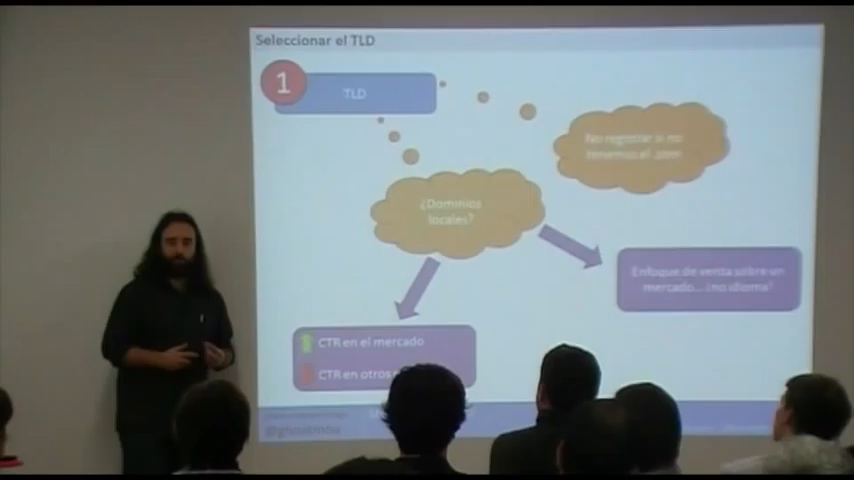 Seleccionar el TLD
1
TLD
No registrar si no
tenemos el .com
¿Dominios
locales?
Enfoque de venta sobre un
mercado... ¿no idioma?
CTR en el mercado
CTR en otros